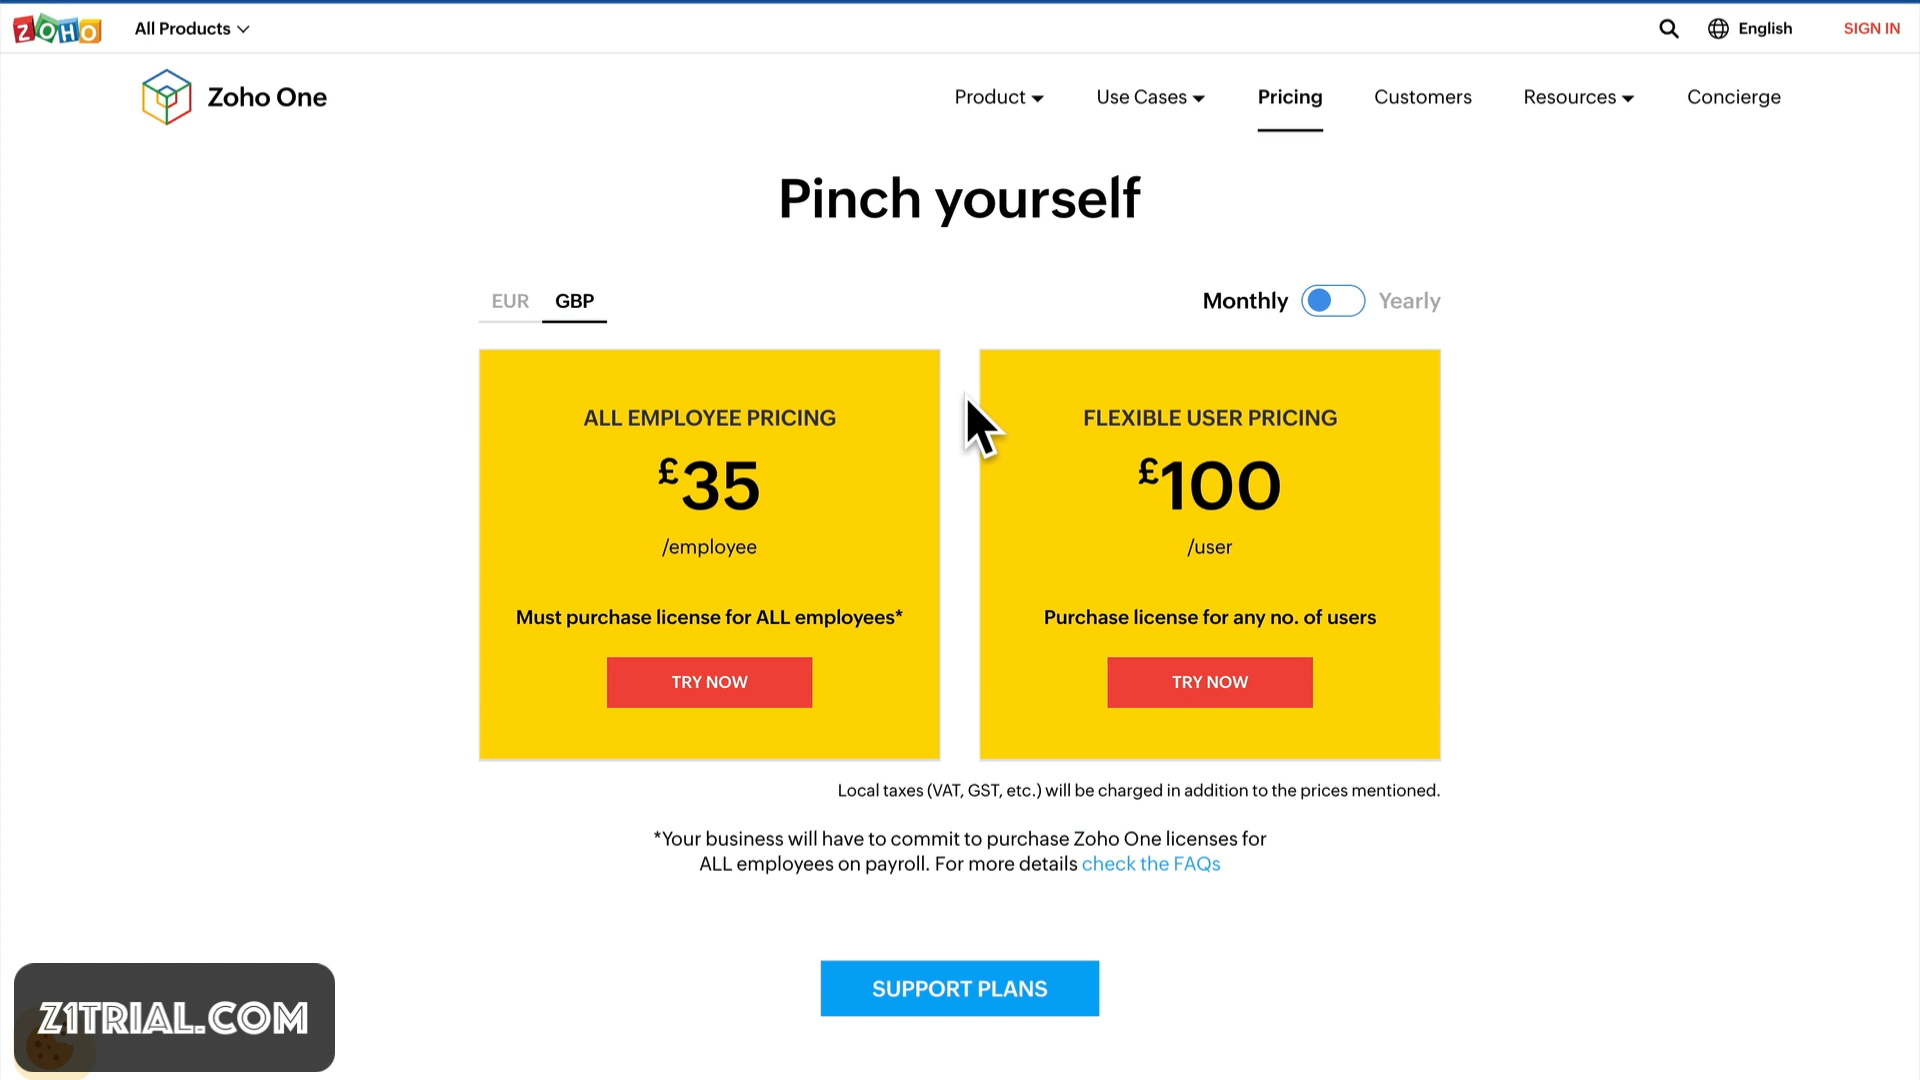 ZOHO
All Products
English
SIGN IN
Zoho One
Product
Use Cases
Pricing
Customers
Resources
Concierge
Pinch yourself
EUR
GBP
Monthly
Yearly
ALL EMPLOYEE PRICING
£35
/employee
Must purchase license for ALL employees*
TRY NOW
FLEXIBLE USER PRICING
£100
/user
Purchase license for any no. of users
TRY NOW
Local taxes (VAT, GST, etc.) will be charged in addition to the prices mentioned.
*Your business will have to commit to purchase Zoho One licenses for
ALL employees on payroll. For more details check the FAQs
SUPPORT PLANS
Z1TRIAL.COM